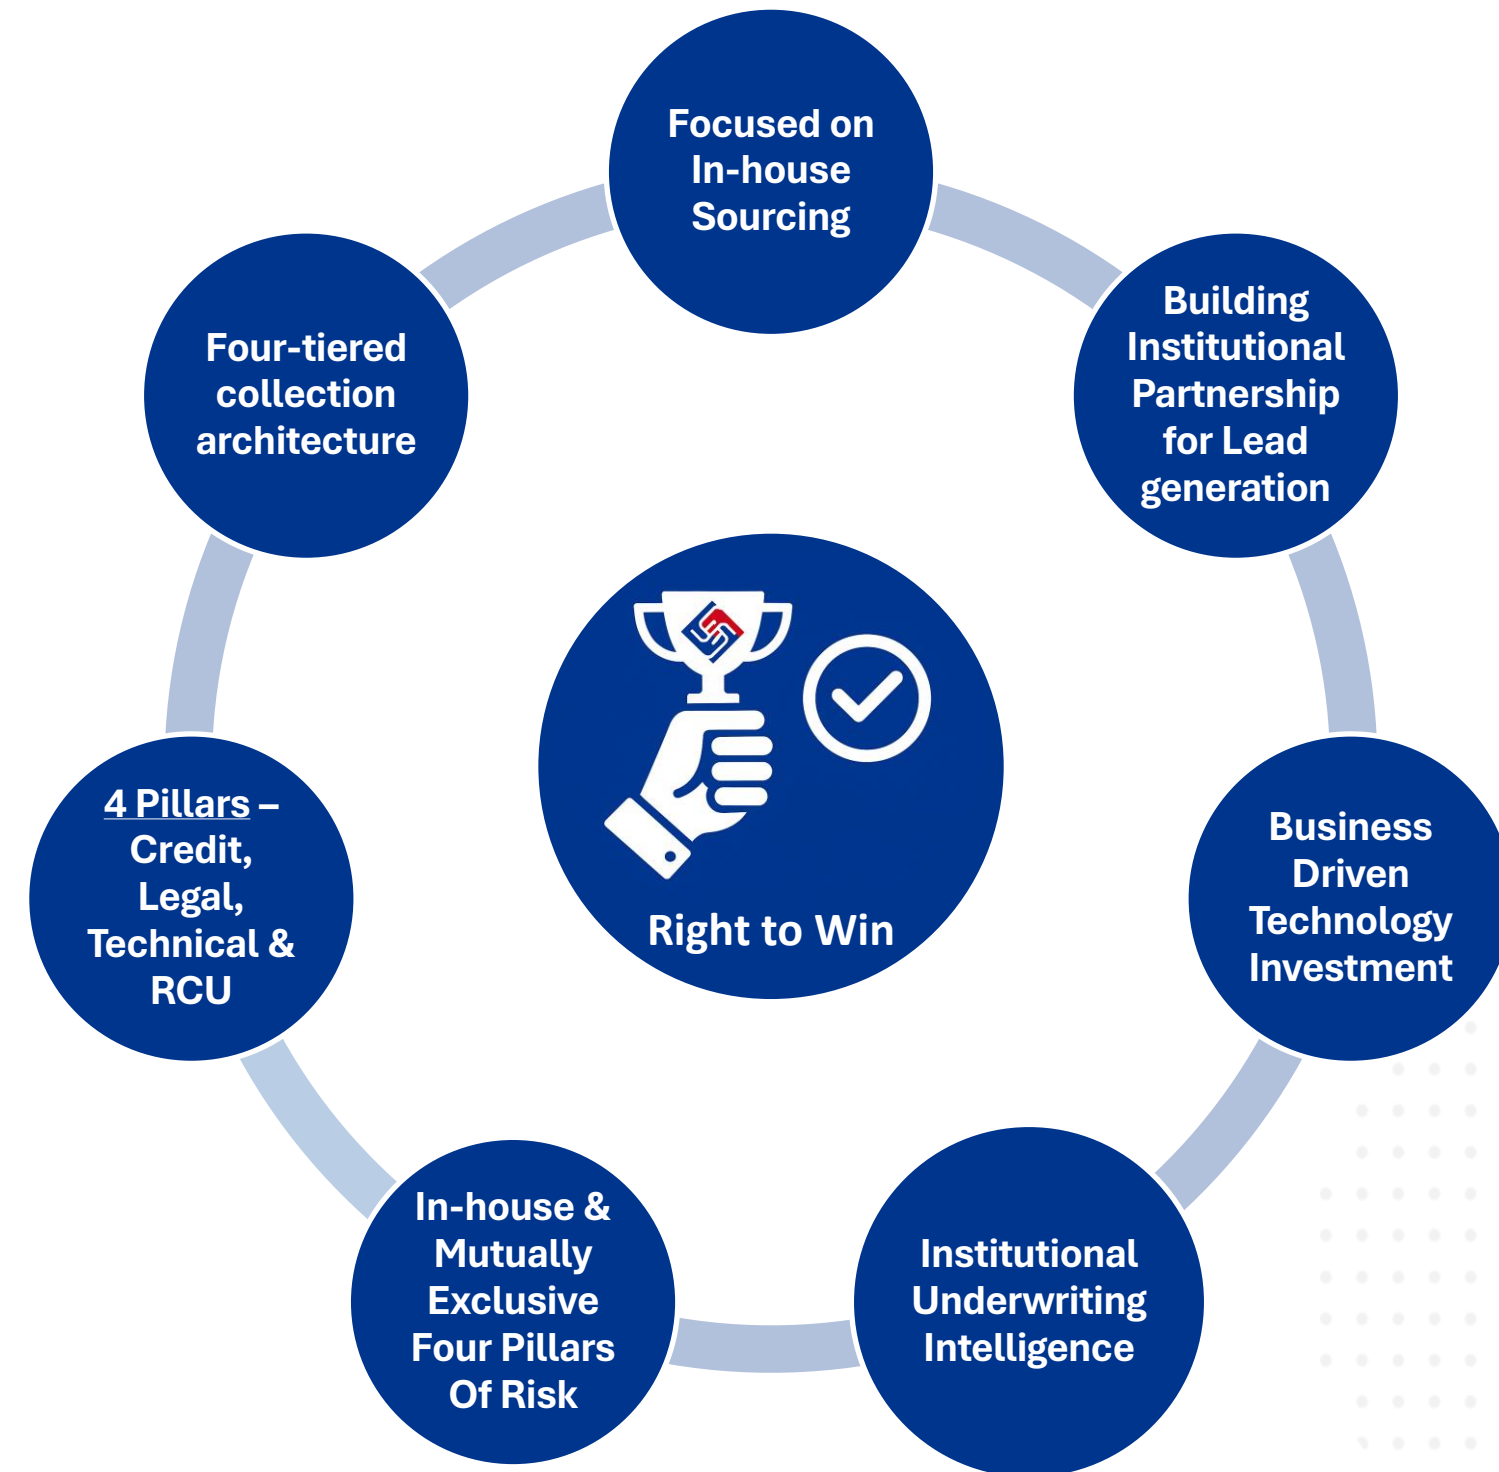 Focused on
In-house
Sourcing
Building
Institutional
Partnership
for Lead
generation
Business
Driven
Technology
Investment
Institutional
Underwriting
Intelligence
In-house &
Mutually
Exclusive
Four Pillars
Of Risk
4 Pillars –
Credit,
Legal,
Technical &
RCU
Four-tiered
collection
architecture
Right to Win